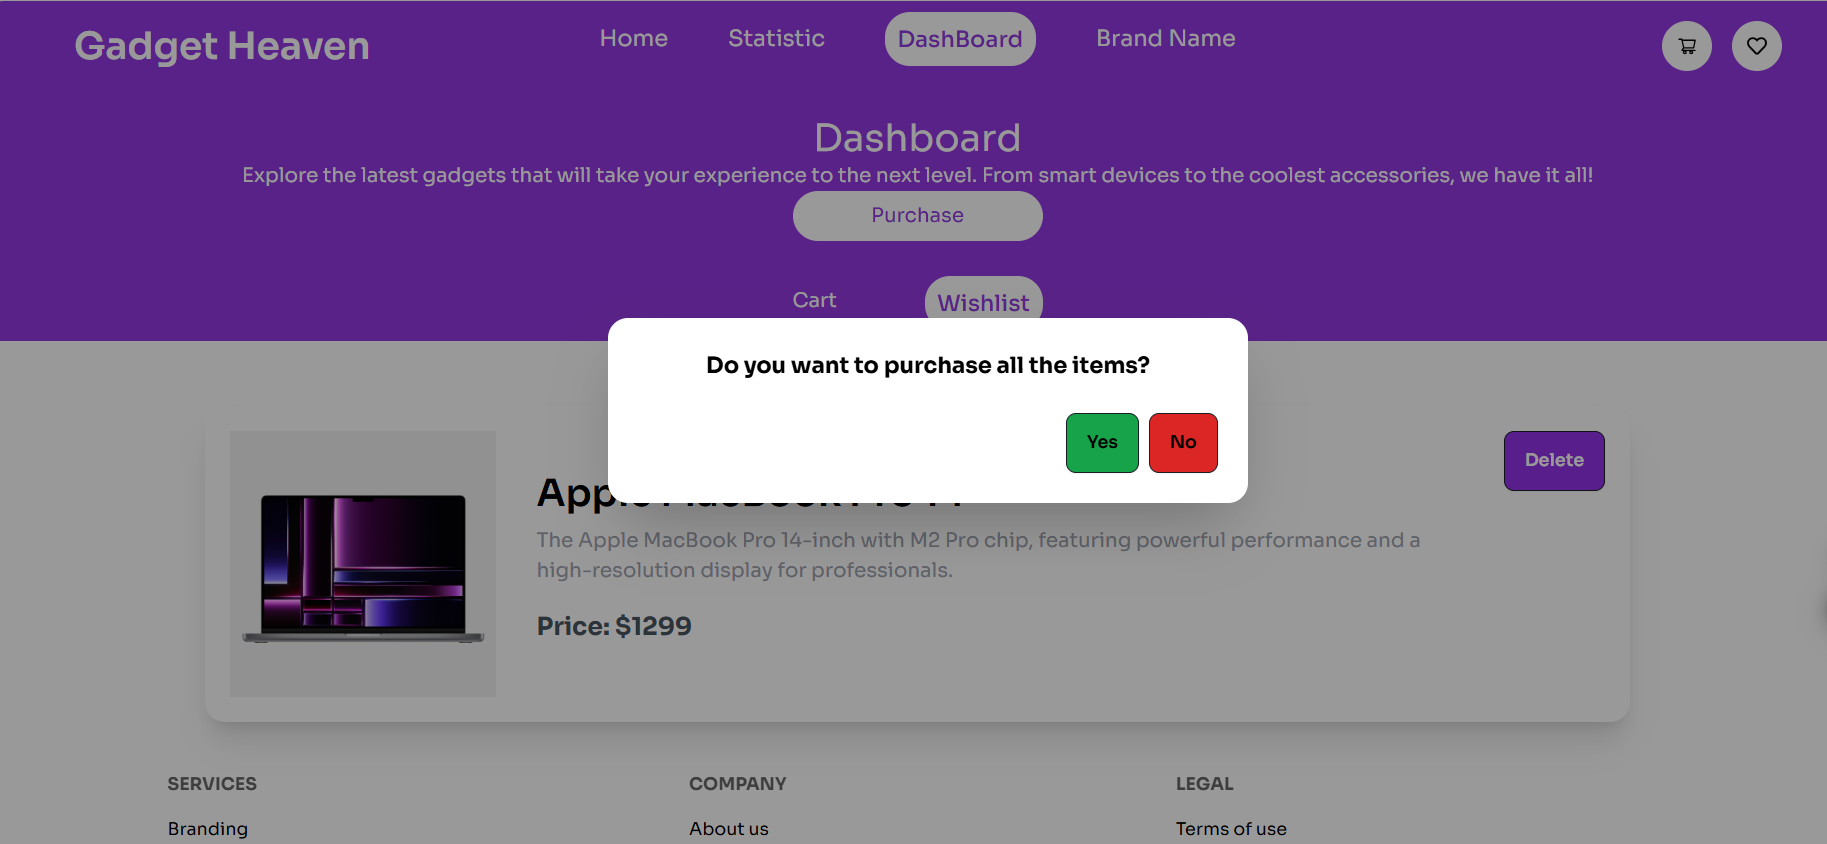 Gadget Heaven
Home
Statistic
DashBoard
Brand Name
Dashboard
Explore the latest gadgets that will take your experience to the next level. From smart devices to the coolest accessories, we have it all!
Purchase
Cart
Wishlist
Do you want to purchase all the items?
Yes
No
Delete
Apple MacBook Pro 14
The Apple MacBook Pro 14-inch with M2 Pro chip, featuring powerful performance and a
high-resolution display for professionals.
Price: $1299
SERVICES
COMPANY
LEGAL
Branding
About us
Terms of use